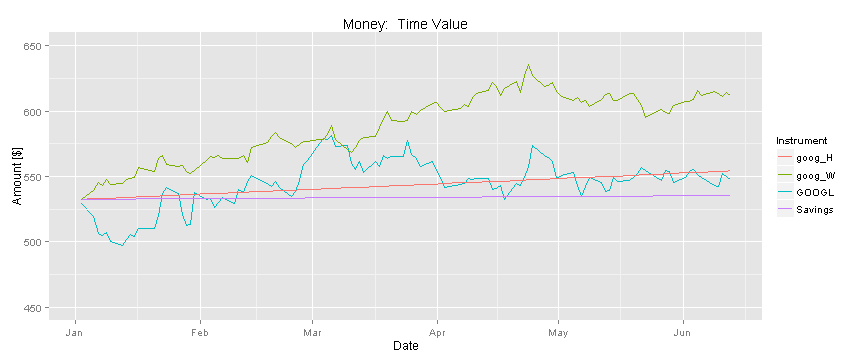 Money:  Time Value
650
600
550
500
450
Amount [$]
Jan Feb Mar Apr May Jun
Date
Instrument
goog_H
goog_W
GOOGL
Savings